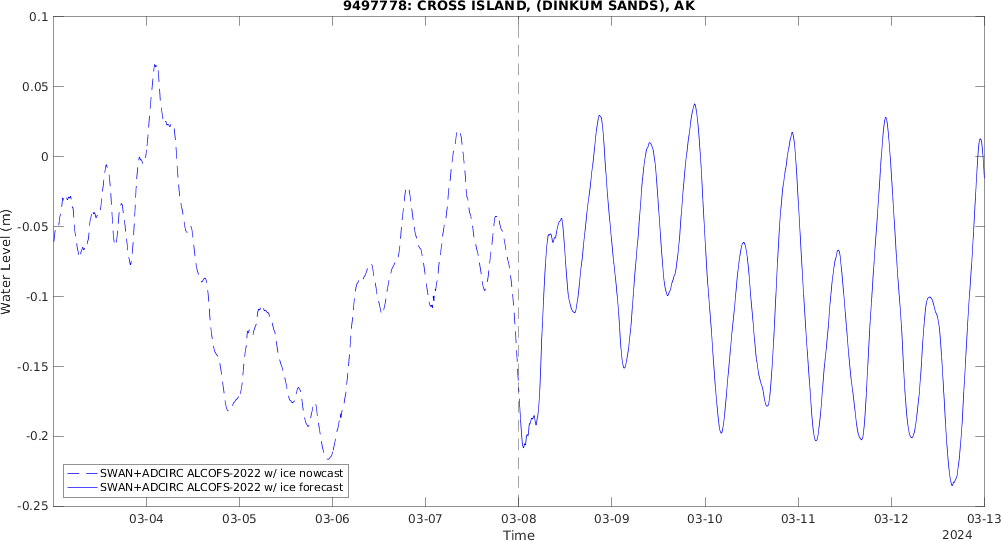 9497778: CROSS ISLAND, (DINKUM SANDS), AK
0.1
0.05
0
-0.05
-0.1
-0.15
-0.2
-0.25
Water Level (m)
SWAN+ADCIRC ALCOFS-2022 w/ ice nowcast
SWAN+ADCIRC ALCOFS-2022 w/ ice forecast
03-04 03-05 03-06 03-07 03-08 03-09 03-10 03-11 03-12 03-13
Time
2024